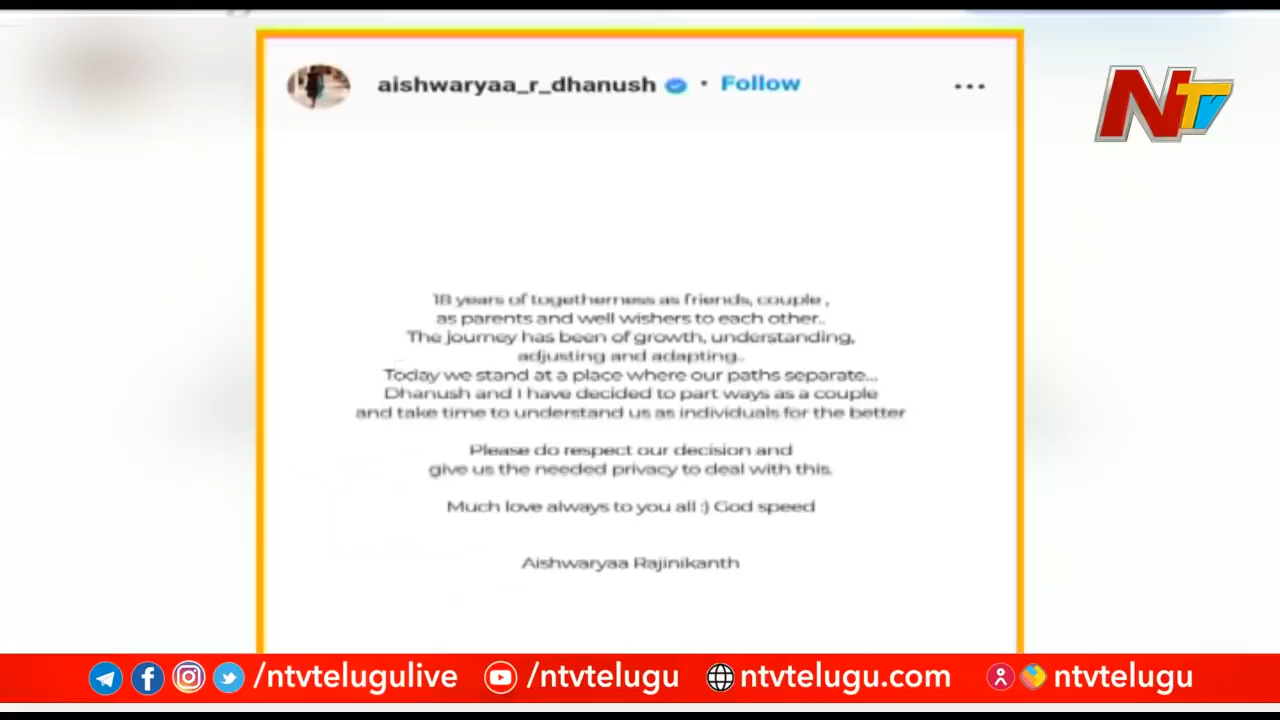 aishwaryaa_r_dhanush • Follow ...
NTV
18 years of togetherness as friends, couple ,
as parents and well wishers to each other..
The journey has been of growth, understanding,
adjusting and adapting..
Today we stand at a place where our paths separate...
Dhanush and I have decided to part ways as a couple
and take time to understand us as individuals for the better
Please do respect our decision and
give us the needed privacy to deal with this.
Much love always to you all :) God speed
Aishwaryaa Rajinikanth
/ntvtelugulive /ntvtelugu ntvtelugu.com ntvtelugu